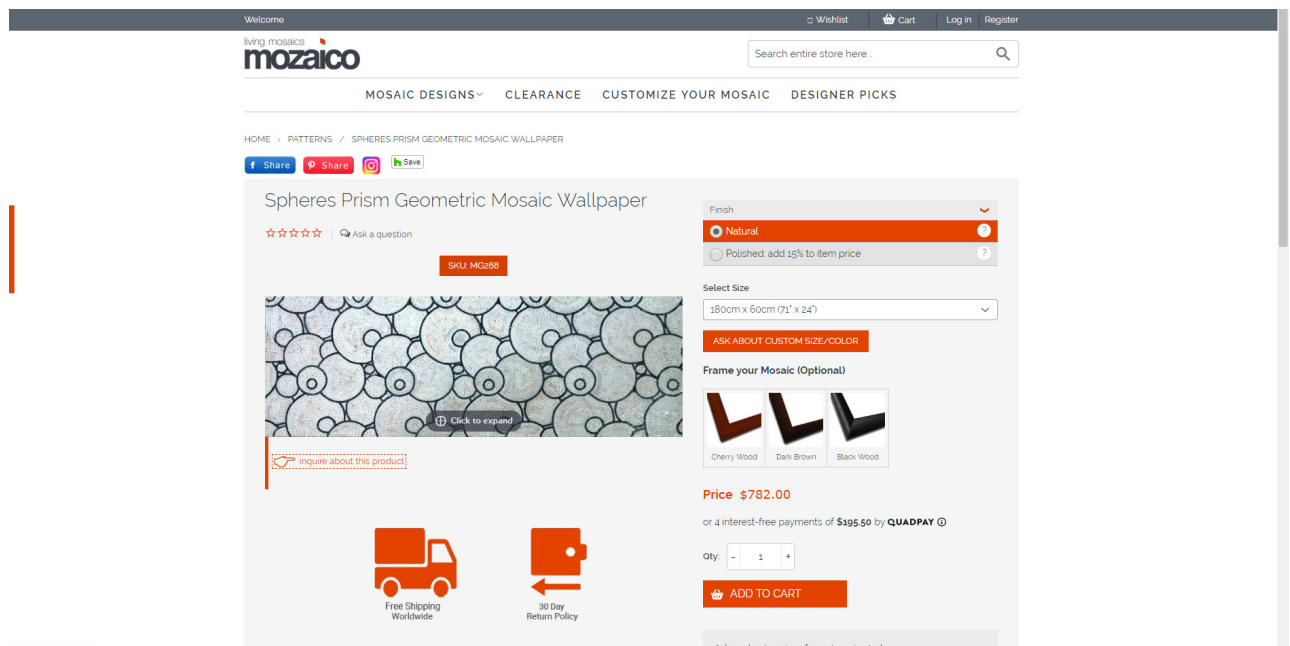 Welcome
Wishlist
Cart
Log in
Register
living mosaics
mozaico
Search entire store here...
MOSAIC DESIGNS
CLEARANCE
CUSTOMIZE YOUR MOSAIC
DESIGNER PICKS
HOME > PATTERNS / SPHERES PRISM GEOMETRIC MOSAIC WALLPAPER
f Share
Share
Save
Spheres Prism Geometric Mosaic Wallpaper
Ask a question
SKU: MG288
Click to expand
Inquire about this product
Free Shipping
Worldwide
30 Day
Return Policy
Finish
Natural
?
Polished: add 15% to item price
?
Select Size
180cm x 60cm (71" x 24")
ASK ABOUT CUSTOM SIZE/COLOR
Frame your Mosaic (Optional)
Cherry Wood
Dark Brown
Black Wood
Price $782.00
or 4 interest-free payments of $195.50 by QUADPAY
Qty: - 1 +
ADD TO CART